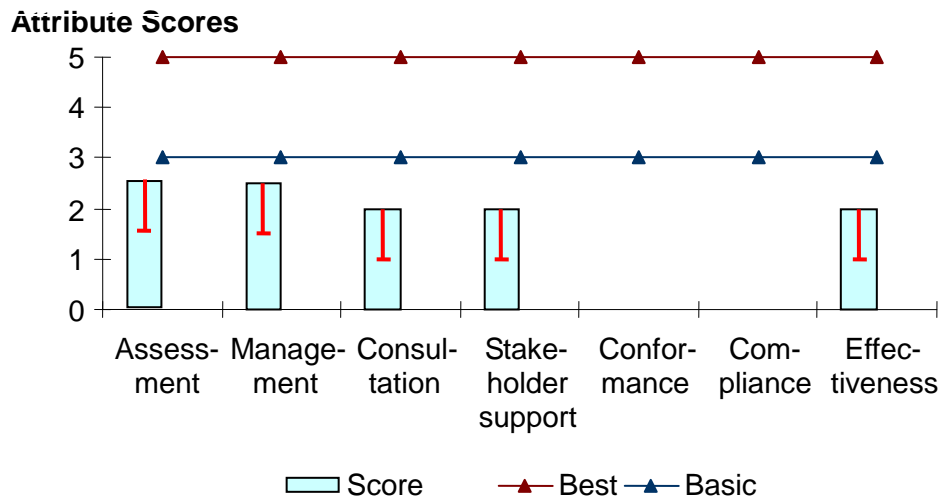 Attribute Scores
5
4
3
2
1
0
Assess-
ment
Manage-
ment
Consul-
tation
Stake-
holder
support
Confor-
mance
Com-
pliance
Effec-
tiveness
Score
Best
Basic